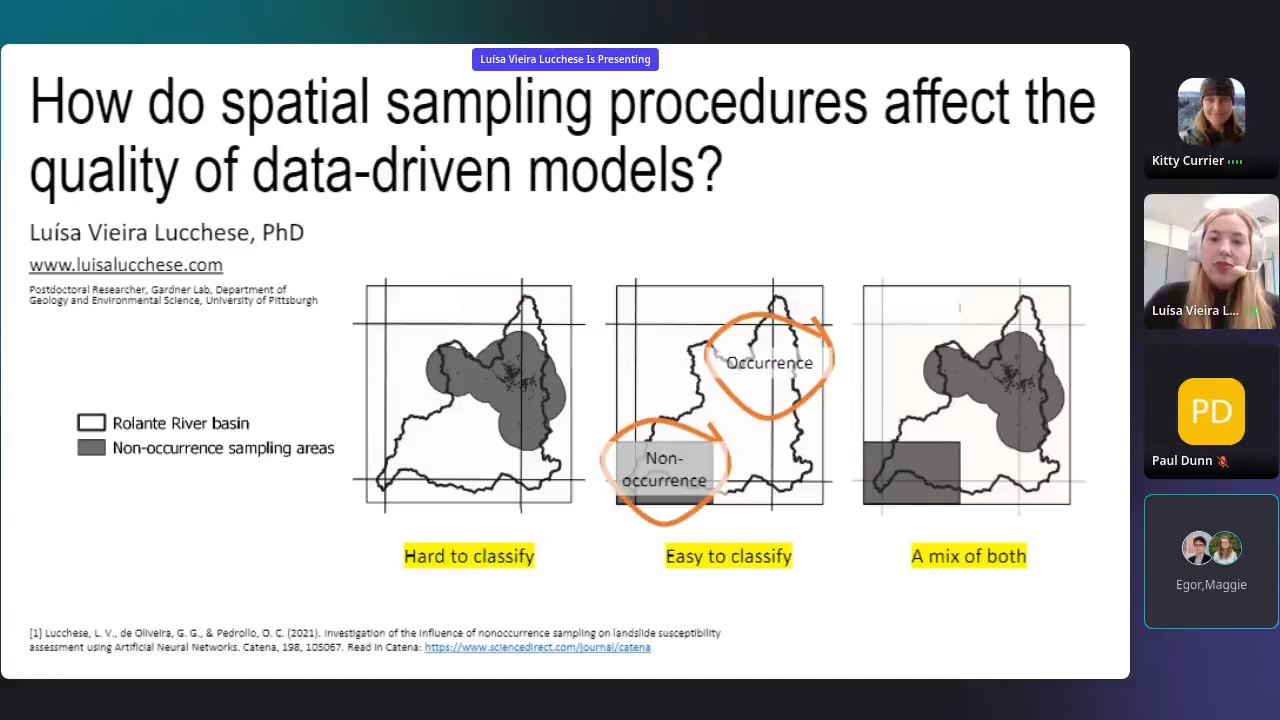 Luísa Vieira Lucchese Is Presenting
How do spatial sampling procedures affect the
quality of data-driven models?
Luísa Vieira Lucchese, PhD
www.luisalucchese.com
Postdoctoral Researcher, Gardner Lab, Department of
Geology and Environmental Science, University of Pittsburgh
Rolante River basin
Non-occurrence sampling areas
Occurrence
Non-
occurrence
Hard to classify
Easy to classify
A mix of both
[1] Lucchese, L. V., de Oliveira, G. G., & Pedrollo, O. C. (2021). Investigation of the influence of nonoccurrence sampling on landslide susceptibility
assessment using Artificial Neural Networks. Catena, 198, 105067. Read in Catena: https://www.sciencedirect.com/journal/catena
Kitty Currier
Luísa Vieira L...
PD
Paul Dunn
Egor,Maggie